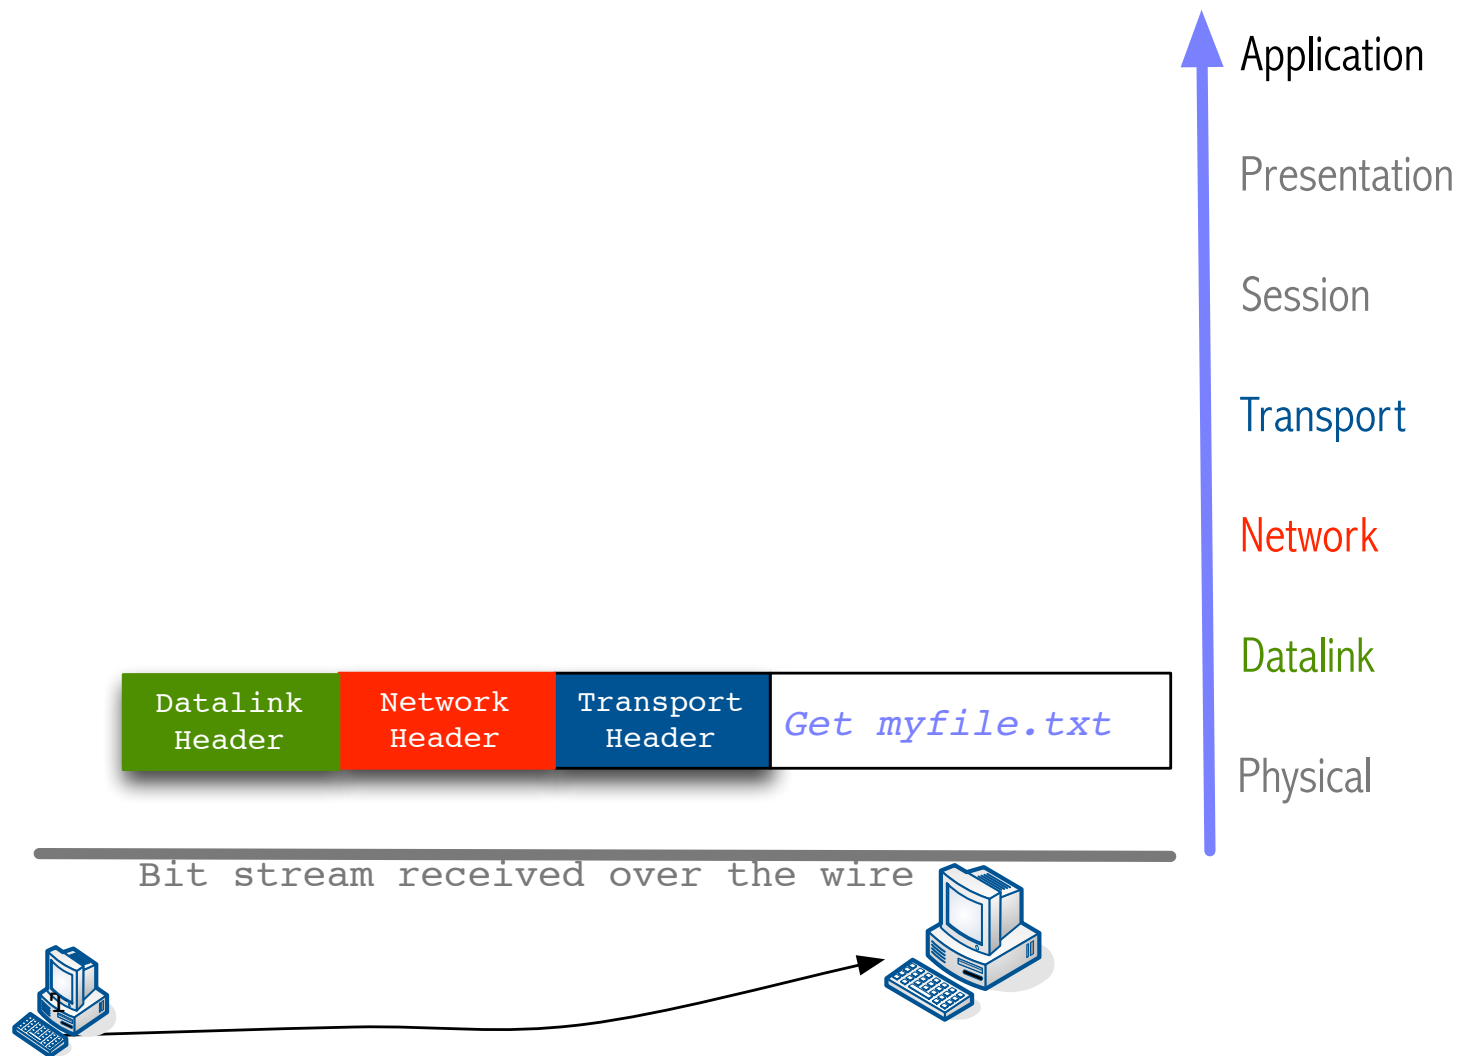 Application
Presentation
Session
Transport
Network
Datalink
Datalink
Header
Network
Header
Transport
Header
Get myfile.txt
Physical
Bit stream received over the wire
1